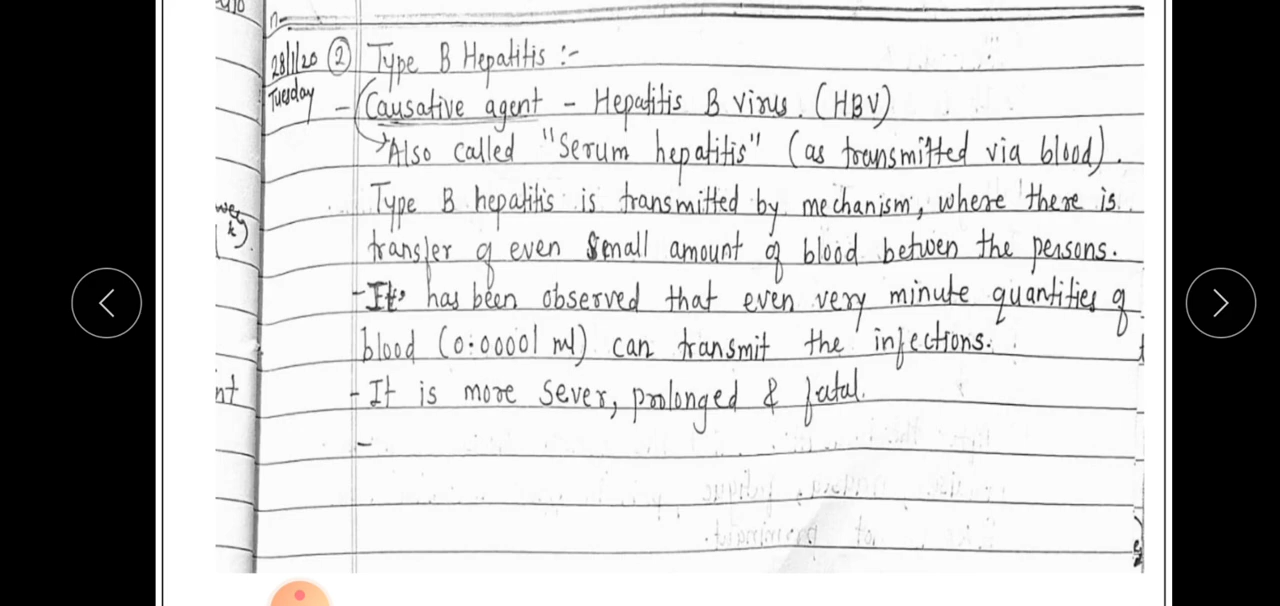 28/1/20 ② Type B Hepatitis :-
Tuesday - Causative agent - Hepatitis B virus. (HBV)
→ Also called "Serum hepatitis" (as transmitted via blood).
Type B hepatitis is transmitted by mechanism, where there is
transfer of even small amount of blood betwen the persons.
- It has been observed that even very minute quantities of
blood (0.00001 ml) can transmit the infections.
- It is more sever, prolonged & fatal.
-